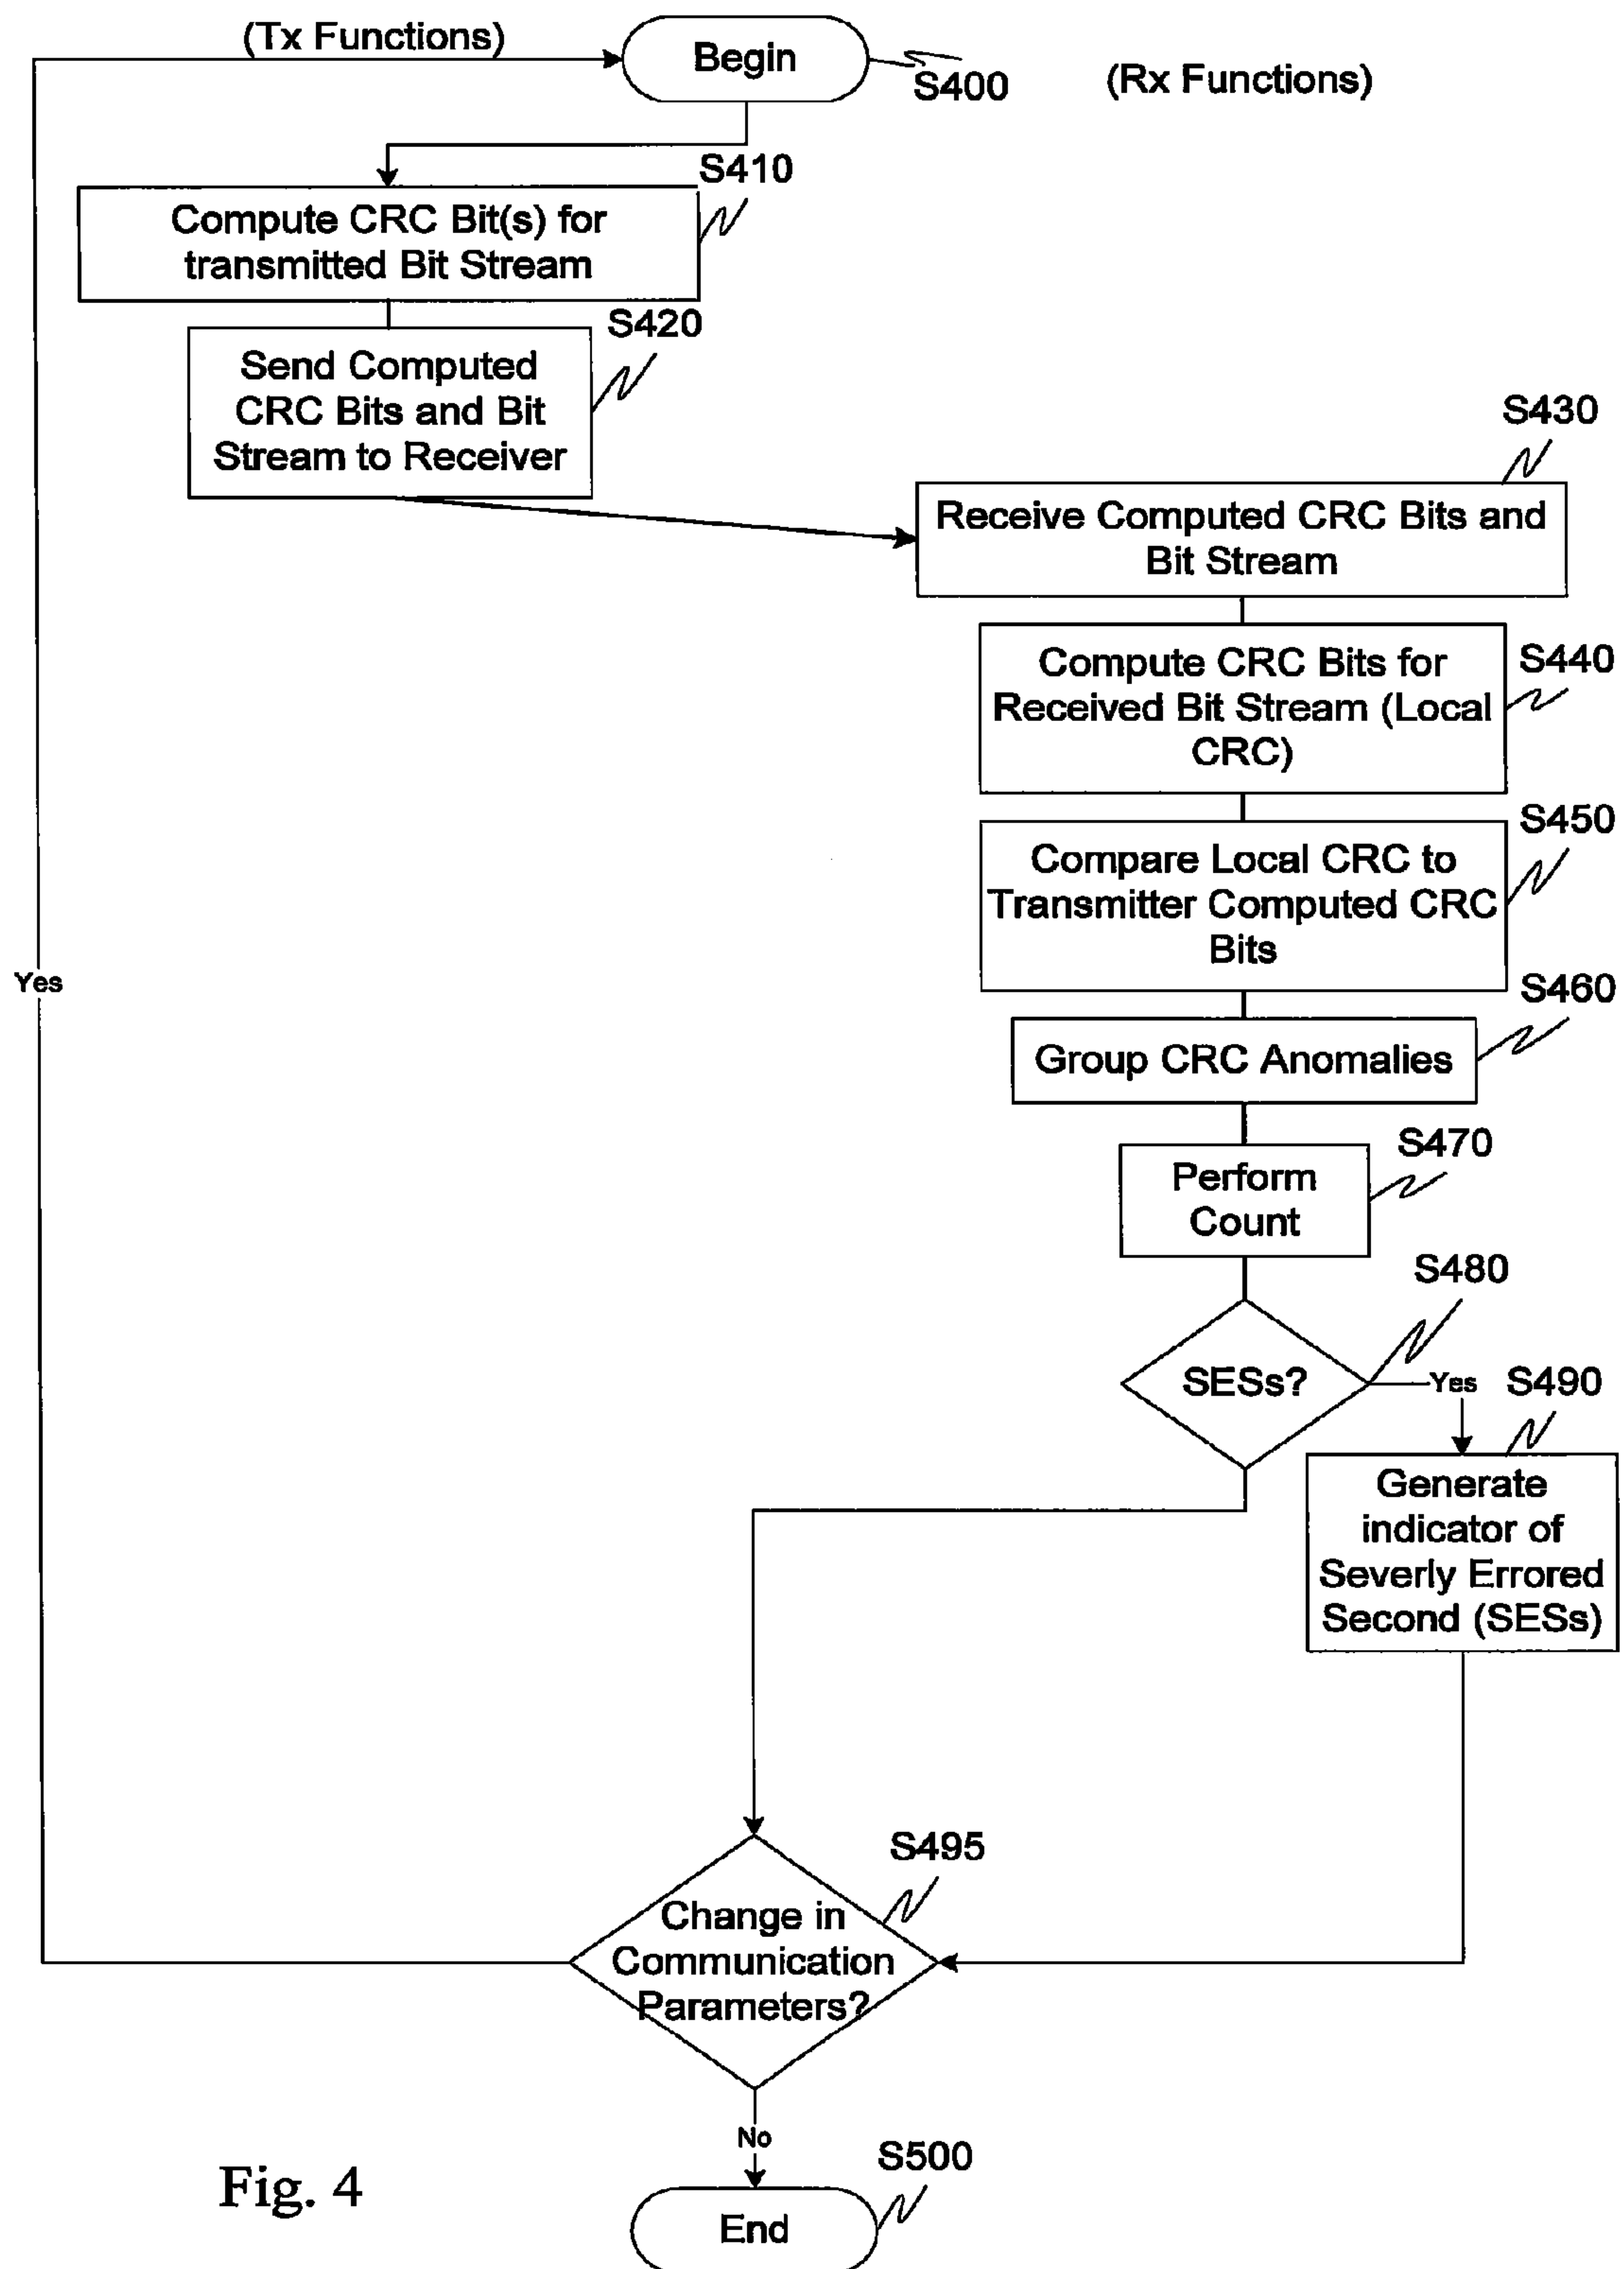 (Tx Functions)
Begin
S400
(Rx Functions)
S410
Compute CRC Bit(s) for
transmitted Bit Stream
S420
Send Computed
CRC Bits and Bit
Stream to Receiver
S430
Receive Computed CRC Bits and
Bit Stream
S440
Compute CRC Bits for
Received Bit Stream (Local
CRC)
S450
Compare Local CRC to
Transmitter Computed CRC
Bits
Yes
S460
Group CRC Anomalies
S470
Perform
Count
S480
SESs?
Yes
S490
Generate
indicator of
Severly Errored
Second (SESs)
S495
Change in
Communication
Parameters?
No
S500
End
Fig. 4